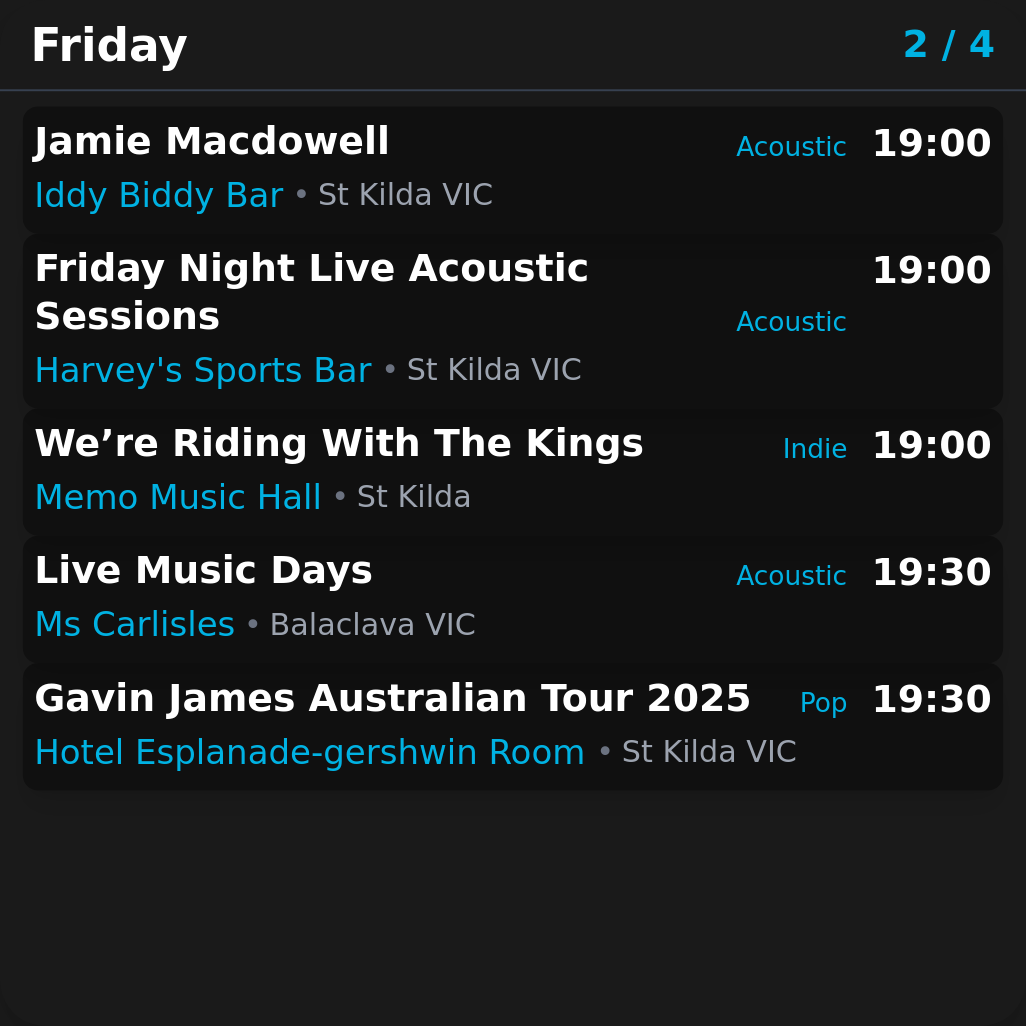 Friday 2 / 4
Jamie Macdowell Acoustic 19:00
Iddy Biddy Bar • St Kilda VIC
Friday Night Live Acoustic 19:00
Sessions Acoustic
Harvey's Sports Bar • St Kilda VIC
We’re Riding With The Kings Indie 19:00
Memo Music Hall • St Kilda
Live Music Days Acoustic 19:30
Ms Carlisles • Balaclava VIC
Gavin James Australian Tour 2025 Pop 19:30
Hotel Esplanade-gershwin Room • St Kilda VIC